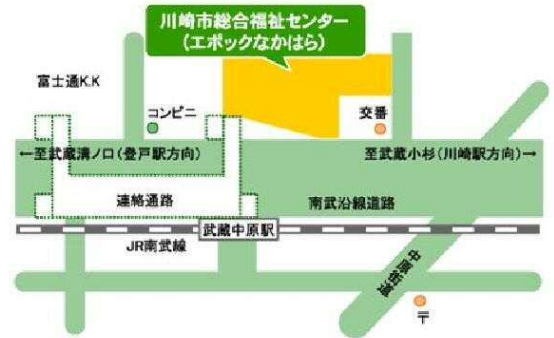 川崎市総合福祉センター
(エポックなかはら)
富士通K.K
コンビニ
交番
←至武蔵溝ノ口(登戸駅方向)
至武蔵小杉(川崎駅方向)→
連絡通路
南武沿線道路
武蔵中原駅
JR南武線
中原街道
〒